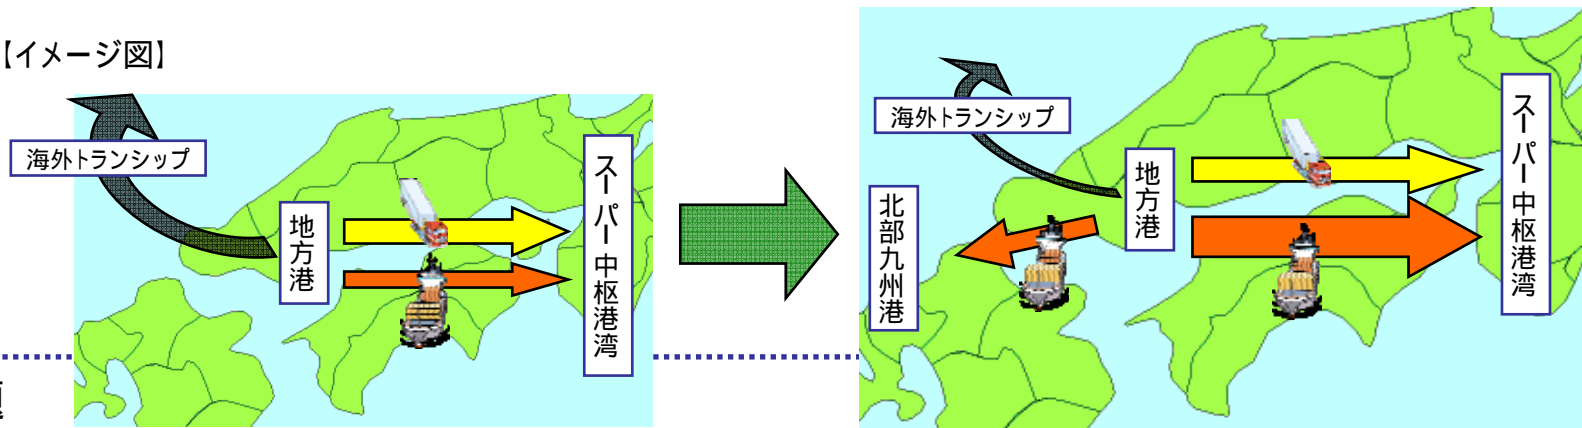 【イメージ図】
海外トランシップ
地方港
スーパー中枢港湾
海外トランシップ
北部九州港
地方港
スーパー中枢港湾